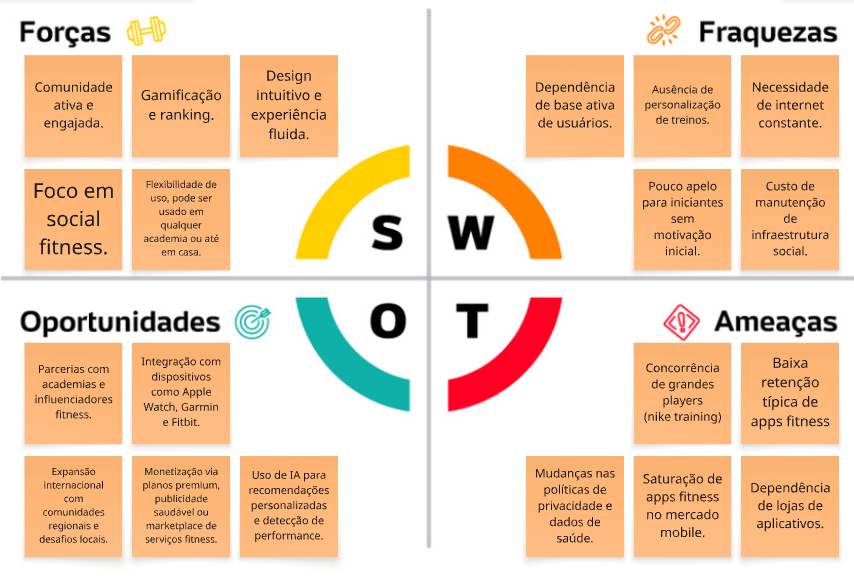 Forças
Comunidade
ativa e
engajada.
Gamificação
e ranking.
Design
intuitivo e
experiência
fluida.
Foco em
social
fitness.
Flexibilidade de
uso, pode ser
usado em
qualquer
academia ou até
em casa.
S
Fraquezas
Dependência
de base ativa
de usuários.
Ausência de
personalização
de treinos.
Necessidade
de internet
constante.
Pouco apelo
para iniciantes
sem
motivação
inicial.
Custo de
manutenção
de
infraestrutura
social.
W
Oportunidades
O
Parcerias com
academias e
influenciadores
fitness.
Integração com
dispositivos
como Apple
Watch, Garmin
e Fitbit.
Expansão
internacional
com
comunidades
regionais e
desafios locais.
Monetização via
planos premium,
publicidade
saudável ou
marketplace de
serviços fitness.
Uso de IA para
recomendações
personalizadas
e detecção de
performance.
T
Ameaças
Concorrência
de grandes
players
(nike training)
Baixa
retenção
típica de
apps fitness
Mudanças nas
políticas de
privacidade e
dados de
saúde.
Saturação de
apps fitness
no mercado
mobile.
Dependência
de lojas de
aplicativos.